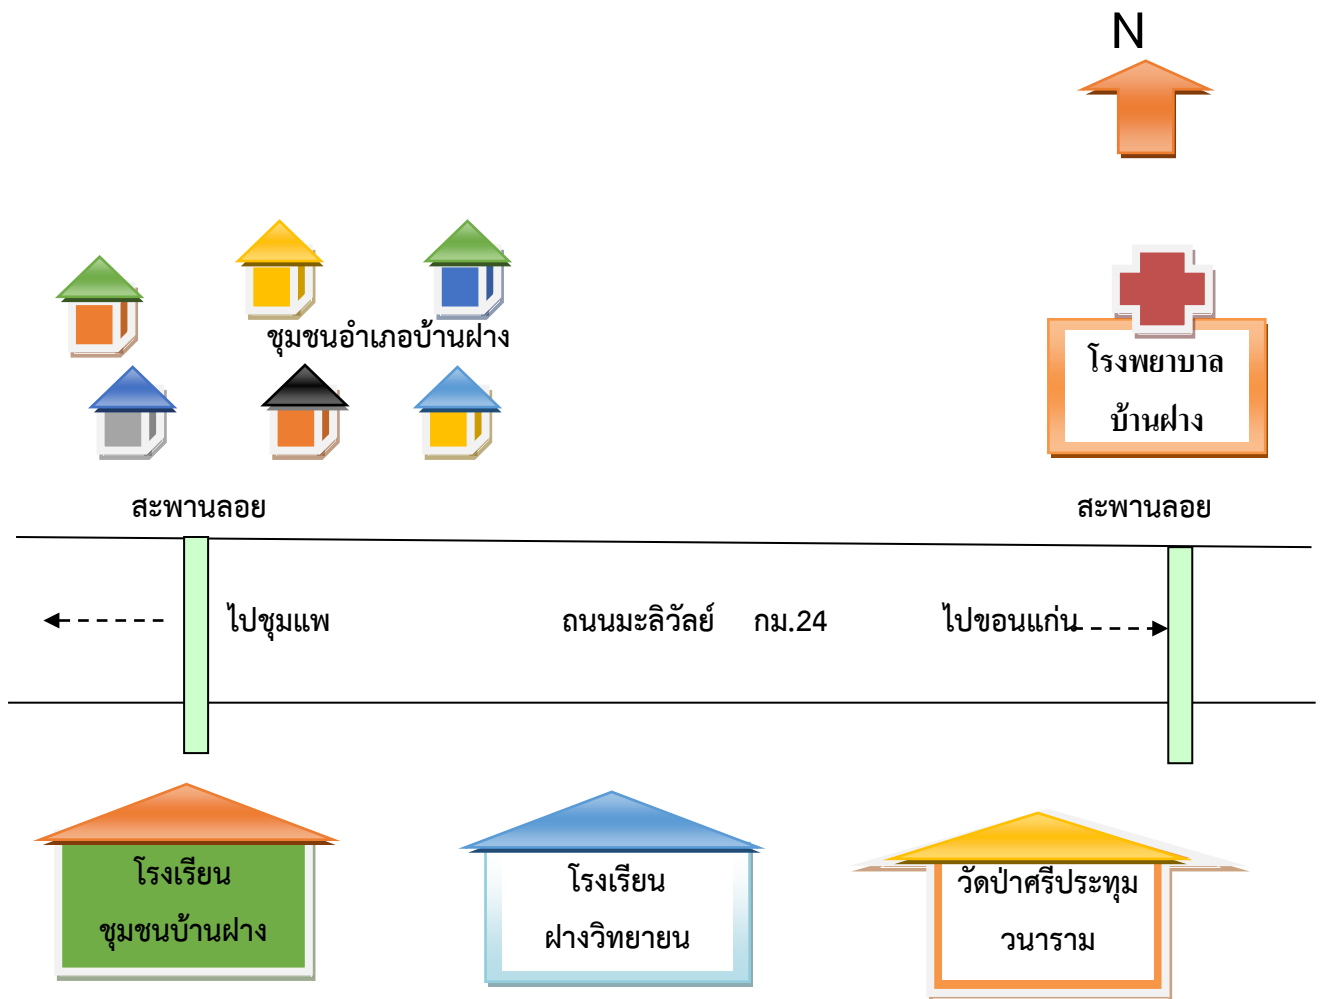 N
ชุมชนอำเภอบ้านฝาง
โรงพยาบาล
บ้านฝาง
สะพานลอย
สะพานลอย
ไปชุมแพ
ถนนมะลิวัลย์ กม.24
ไปขอนแก่น
โรงเรียน
ชุมชนบ้านฝาง
โรงเรียน
ฝางวิทยายน
วัดป่าศรีประทุม
วนาราม